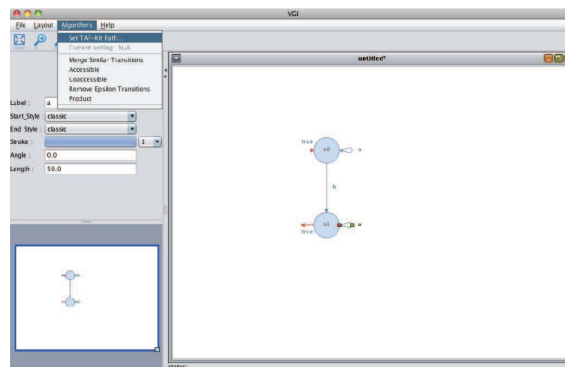 VGI
File Layout Algorithms Help
Set TAF-Kit Path...
Current setting: N/A
Merge Similar Transitions
Accessible
Coaccessible
Remove Epsilon Transitions
Product
untitled*
Label : a
Start_Style classic
End Style : classic
Stroke : 1
Angle : 0.0
Length : 50.0
True
s0
a
b
s1
a
True
status: